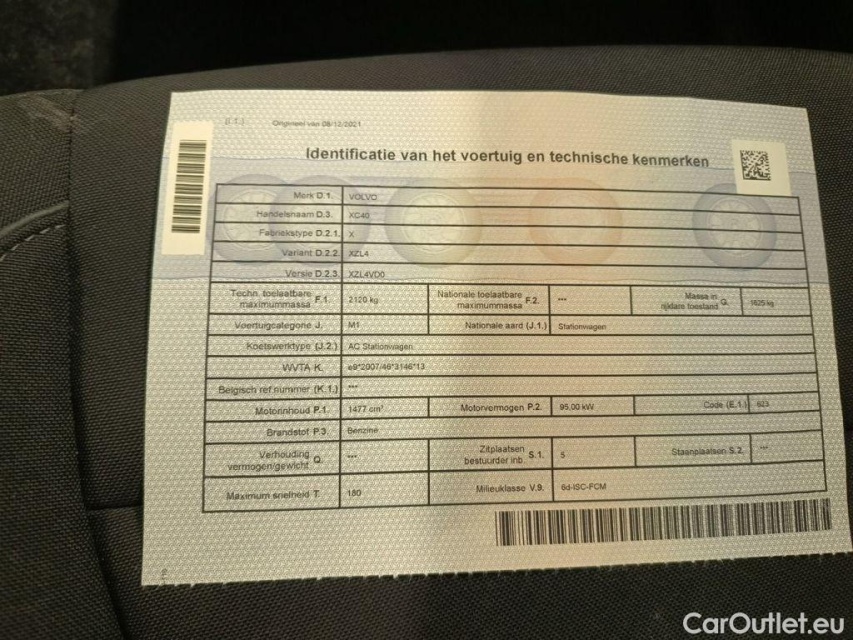 (I.1.) Origineel van 08/12/2021
Identificatie van het voertuig en technische kenmerken
Merk D.1. VOLVO
Handelsnaam D.3. XC40
Fabriekstype D.2.1. X
Variant D.2.2. XZL4
Versie D.2.3. XZL4VD0
Techn. toelaatbare maximummassa F.1. 2120 kg Nationale toelaatbare maximummassa F.2. *** Massa in rijklare toestand G. 1625 kg
Voertuigcategorie J. M1 Nationale aard (J.1.) Stationwagen
Koetswerktype (J.2.) AC Stationwagen
WVTA K. e9*2007/46*3146*13
Belgisch ref nummer (K.1.) ***
Motorinhoud P.1. 1477 cm³ Motorvermogen P.2. 95,00 kW Code (E.1.) 623
Brandstof P.3. Benzine
Verhouding vermogen/gewicht Q. *** Zitplaatsen bestuurder inb. S.1. 5 Staanplaatsen S.2. ***
Maximum snelheid T. 180 Milieuklasse V.9. 6d-ISC-FCM
CarOutlet.eu